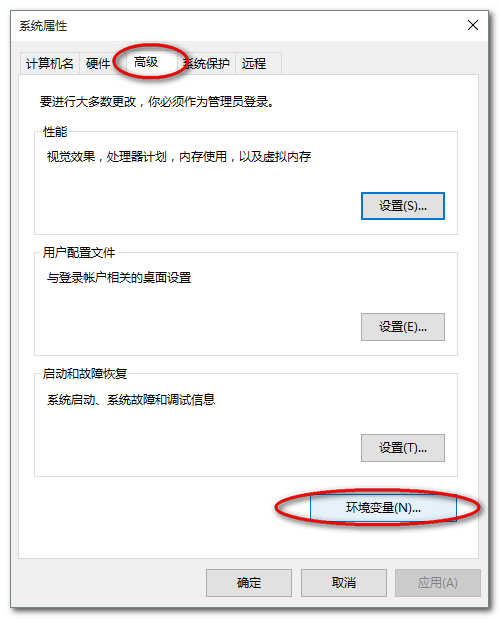 系统属性
计算机名
硬件
高级
系统保护
远程
要进行大多数更改，你必须作为管理员登录。
性能
视觉效果，处理器计划，内存使用，以及虚拟内存
设置(S)...
用户配置文件
与登录帐户相关的桌面设置
设置(E)...
启动和故障恢复
系统启动、系统故障和调试信息
设置(T)...
环境变量(N)...
确定
取消
应用(A)